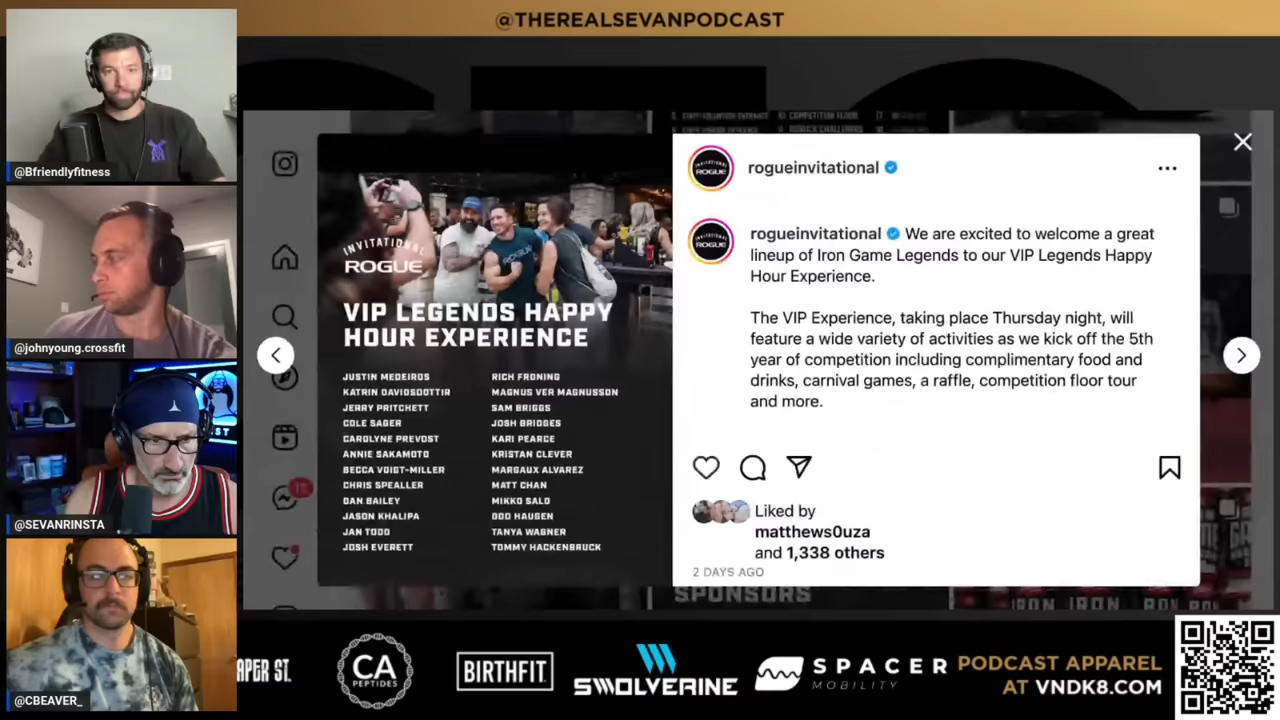 @THEREALSEVANPODCAST
@Bfriendlyfitness
@johnyoung.crossfit
@SEVANRINSTA
@CBEAVER_
INVITATIONAL
ROGUE
VIP LEGENDS HAPPY
HOUR EXPERIENCE
JUSTIN MEDEIROS
KATRIN DAVIDSDOTTIR
JERRY PRITCHETT
COLE SAGER
CAROLYNE PREVOST
ANNIE SAKAMOTO
BECCA VOIGT-MILLER
CHRIS SPEALLER
DAN BAILEY
JASON KHALIPA
JAN TODD
JOSH EVERETT
RICH FRONING
MAGNUS VER MAGNUSSON
SAM BRIGGS
JOSH BRIDGES
KARI PEARCE
KRISTAN CLEVER
MARGAUX ALVAREZ
MATT CHAN
MIKKO SALO
ODD HAUGEN
TANYA WAGNER
TOMMY HACKENBRUCK
rogueinvitational
rogueinvitational We are excited to welcome a great
lineup of Iron Game Legends to our VIP Legends Happy
Hour Experience.
The VIP Experience, taking place Thursday night, will
feature a wide variety of activities as we kick off the 5th
year of competition including complimentary food and
drinks, carnival games, a raffle, competition floor tour
and more.
Liked by
matthews0uza
and 1,338 others
2 DAYS AGO
SPONSORS
APER ST.
CA
PEPTIDES
BIRTHFIT
SWOLVERINE
SPACER
MOBILITY
PODCAST APPAREL
AT VNDK8.COM